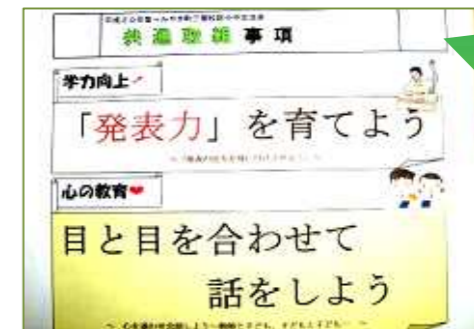 共通取組事項
学力向上
「発表力」を育てよう
心の教育
目と目を合わせて
話をしよう